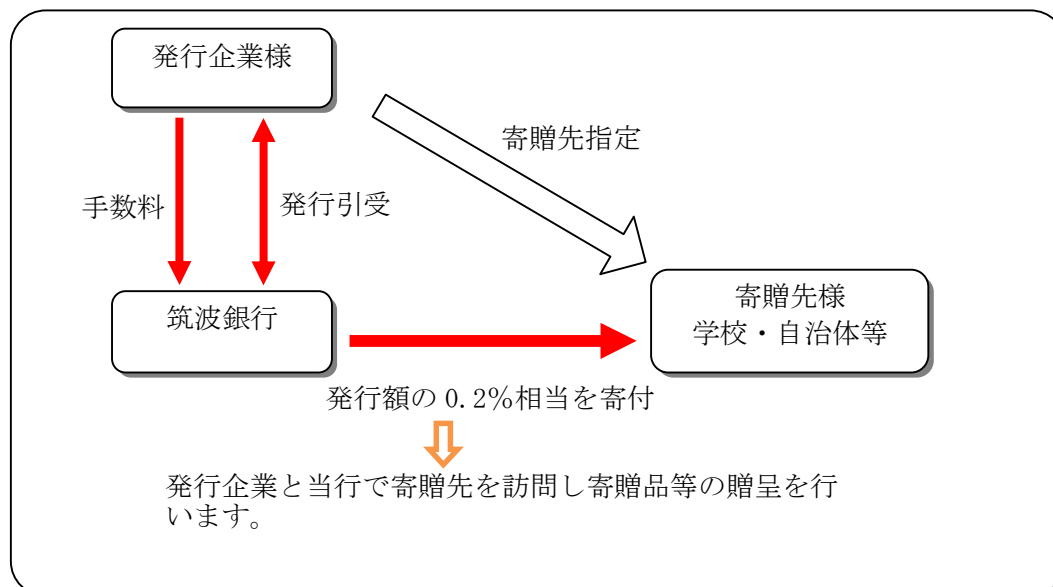 発行企業様
寄贈先指定
手数料
発行引受
筑波銀行
寄贈先様
学校・自治体等
発行額の 0.2％相当を寄付
発行企業と当行で寄贈先を訪問し寄贈品等の贈呈を行
います。